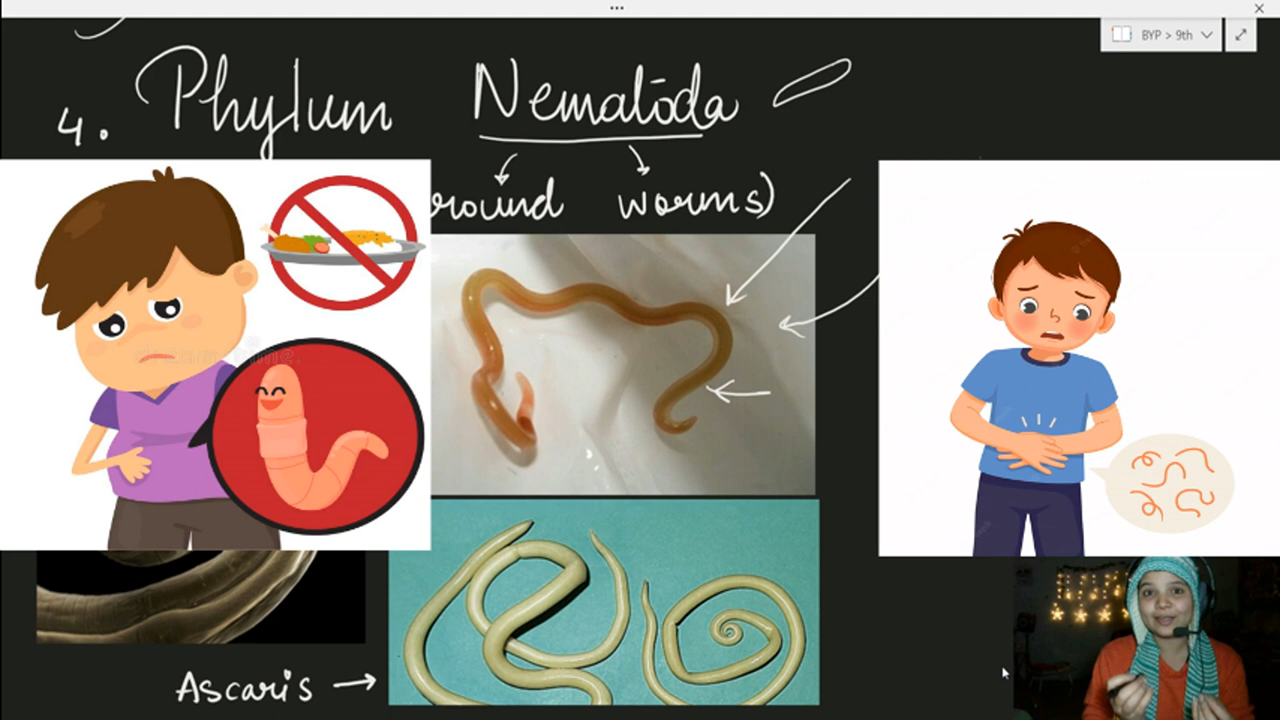 BYP > 9th
4. Phylum Nematoda
round worms)
Ascaris →